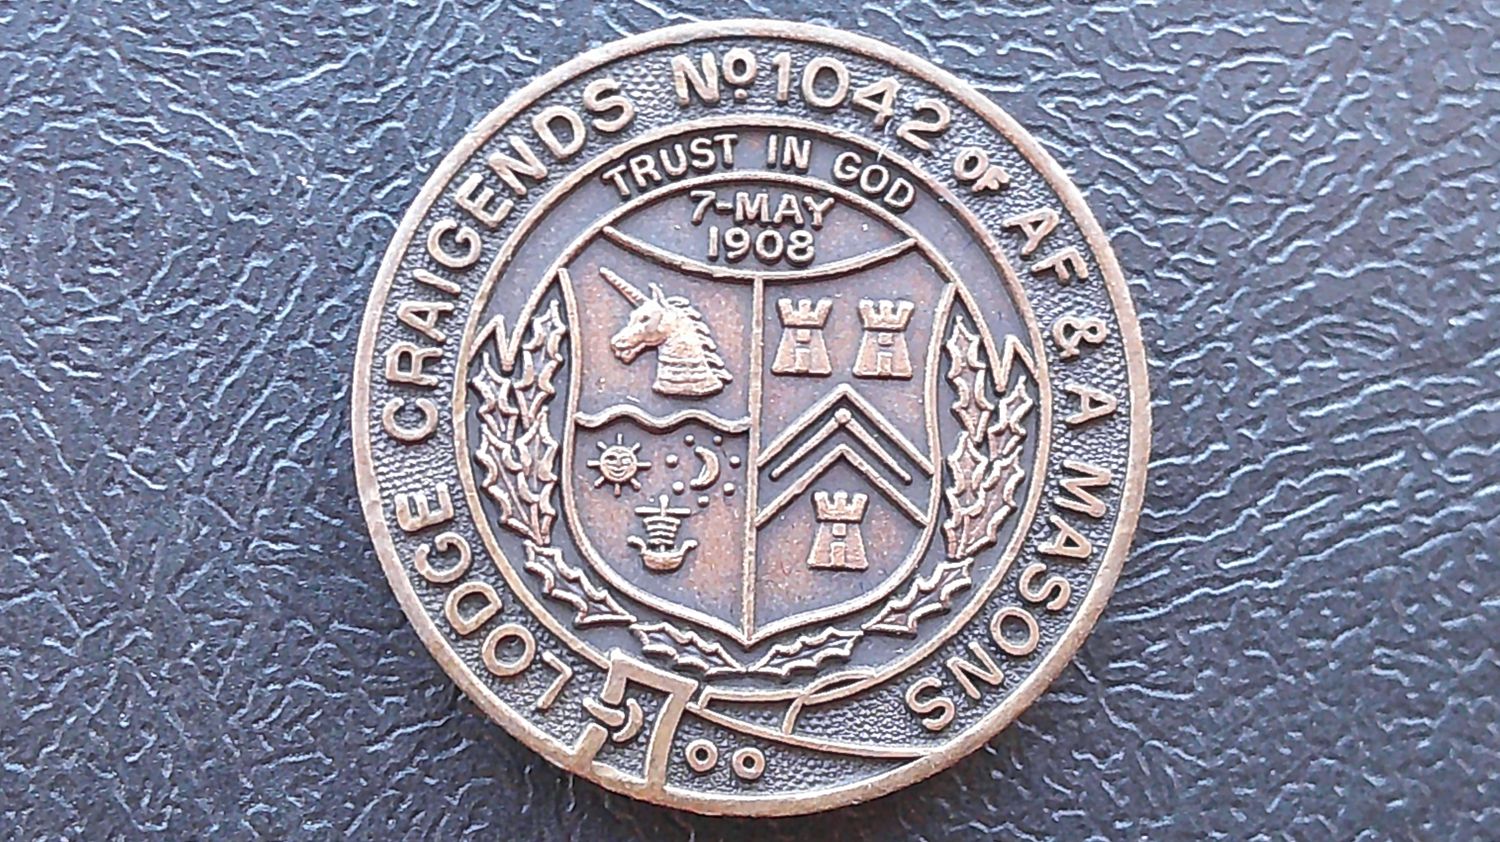 LODGE CRAIGENDS Nº 1042 OF AF & A MASONS
TRUST IN GOD
7-MAY
1908